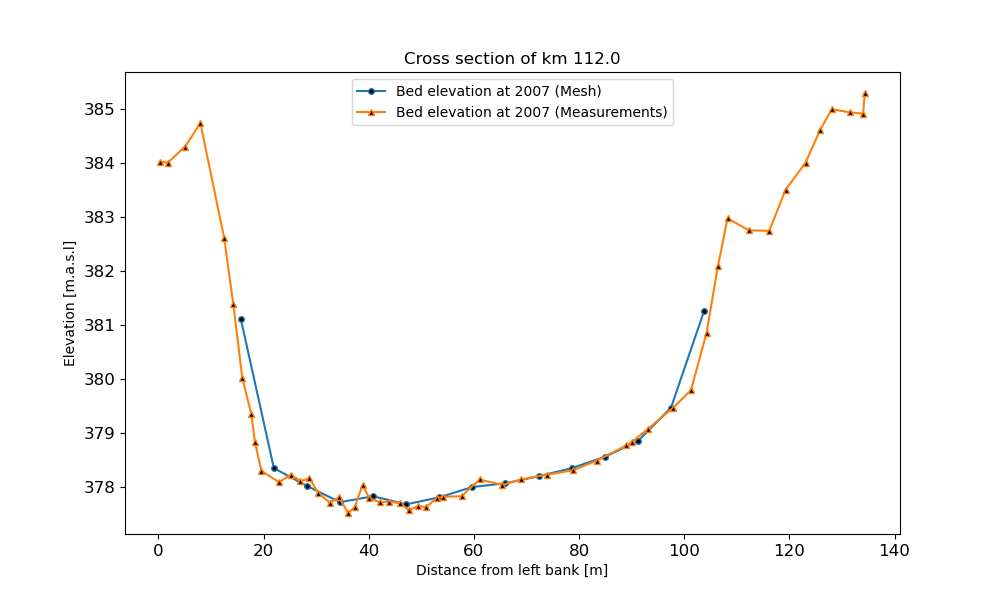 Cross section of km 112.0
Bed elevation at 2007 (Mesh)
Bed elevation at 2007 (Measurements)
385
384
383
382
381
380
379
378
Elevation [m.a.s.l]
0 20 40 60 80 100 120 140
Distance from left bank [m]